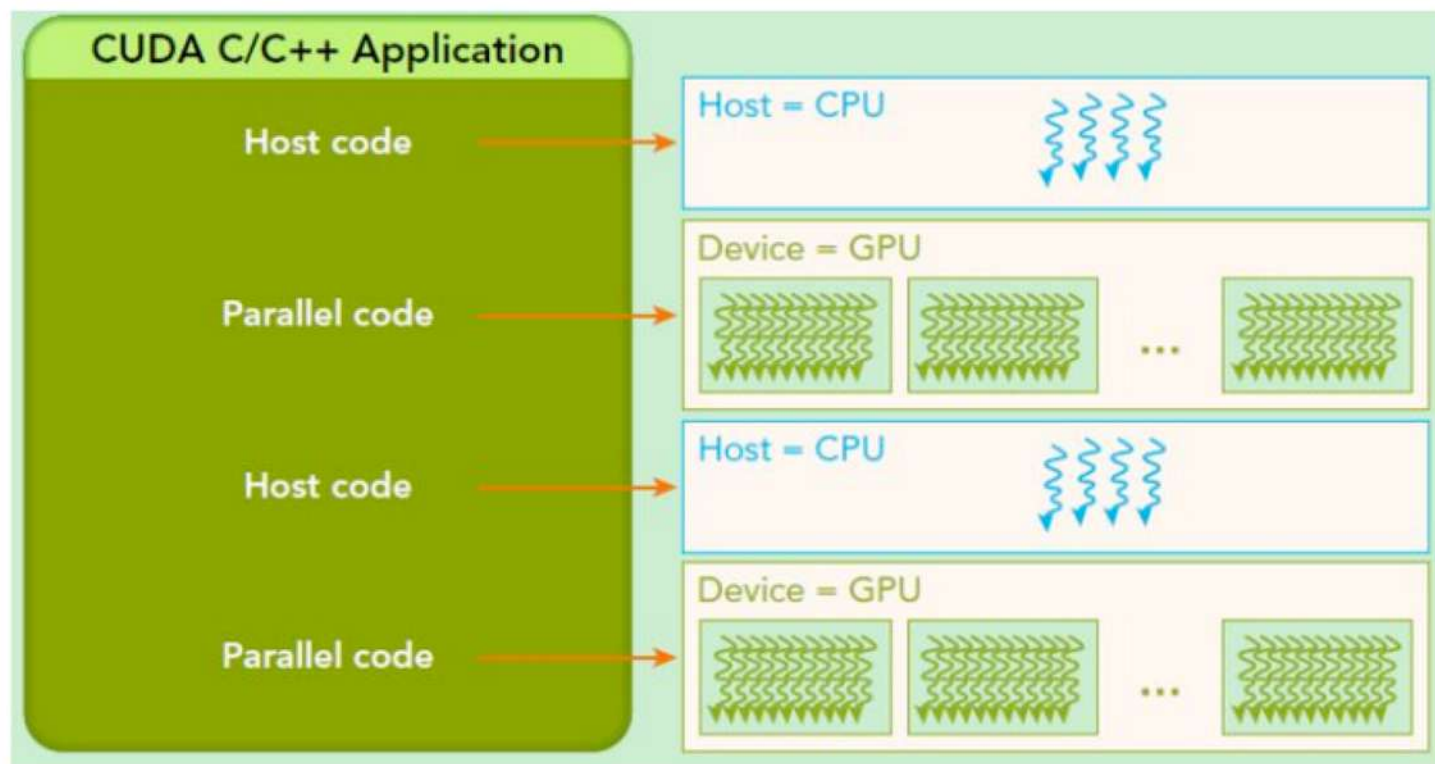 CUDA C/C++ Application
Host code
Host = CPU
Parallel code
Device = GPU
...
Host code
Host = CPU
Parallel code
Device = GPU
...